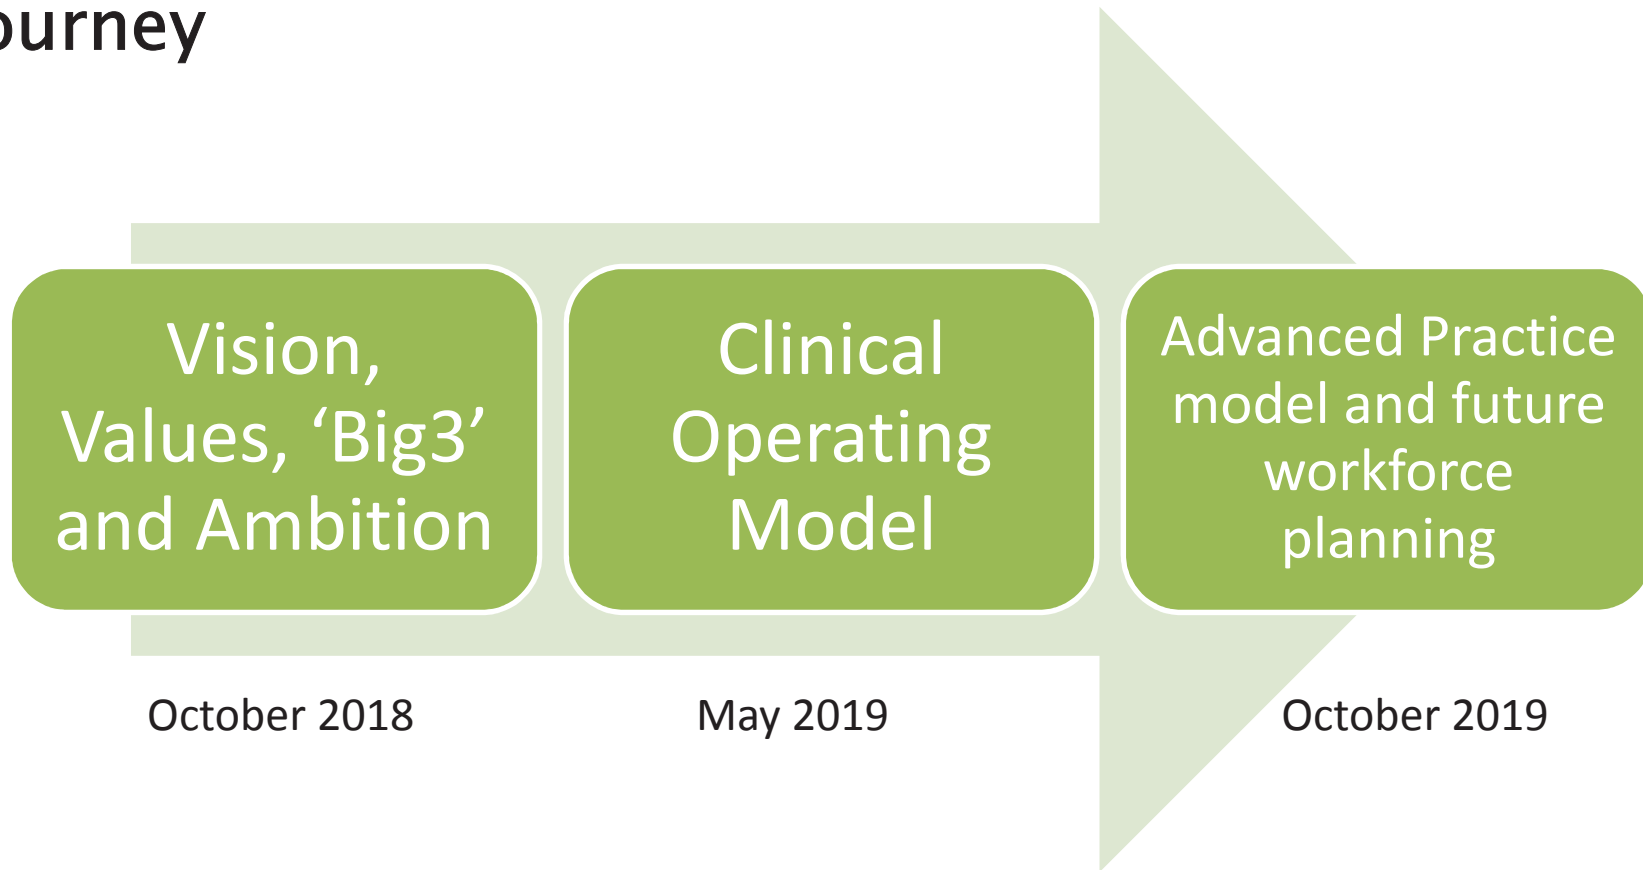 ourney
Vision,
Values, ‘Big3’
and Ambition
Clinical
Operating
Model
Advanced Practice
model and future
workforce
planning
October 2018
May 2019
October 2019